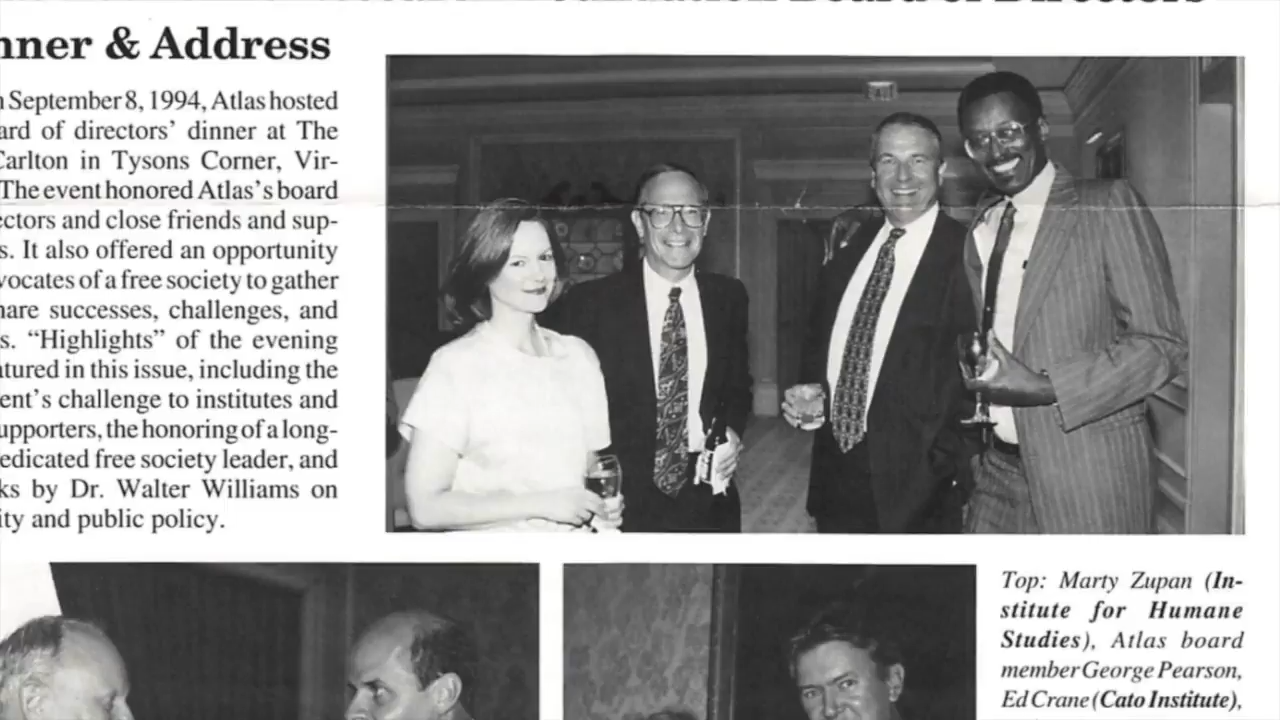 Foundation Board of Directors
nner & Address
September 8, 1994, Atlas hosted
ard of directors' dinner at The
Carlton in Tysons Corner, Vir-
The event honored Atlas's board
ectors and close friends and sup-
s. It also offered an opportunity
vocates of a free society to gather
hare successes, challenges, and
s. “Highlights” of the evening
atured in this issue, including the
ent's challenge to institutes and
upporters, the honoring of a long-
edicated free society leader, and
ks by Dr. Walter Williams on
ity and public policy.
Top: Marty Zupan (In-
stitute for Humane
Studies), Atlas board
member George Pearson,
Ed Crane (Cato Institute),